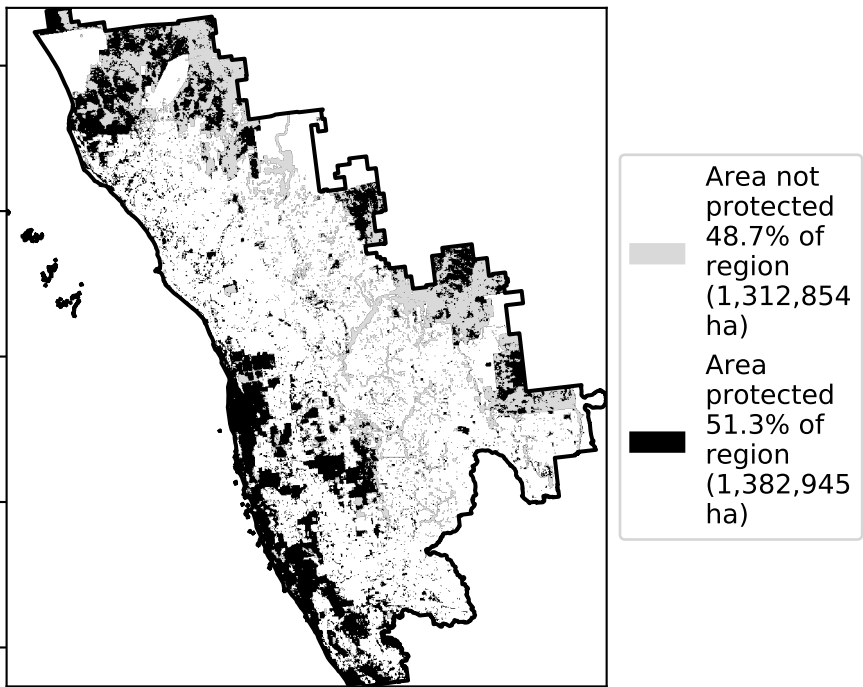 Area not
protected
48.7% of
region
(1,312,854
ha)
Area
protected
51.3% of
region
(1,382,945
ha)